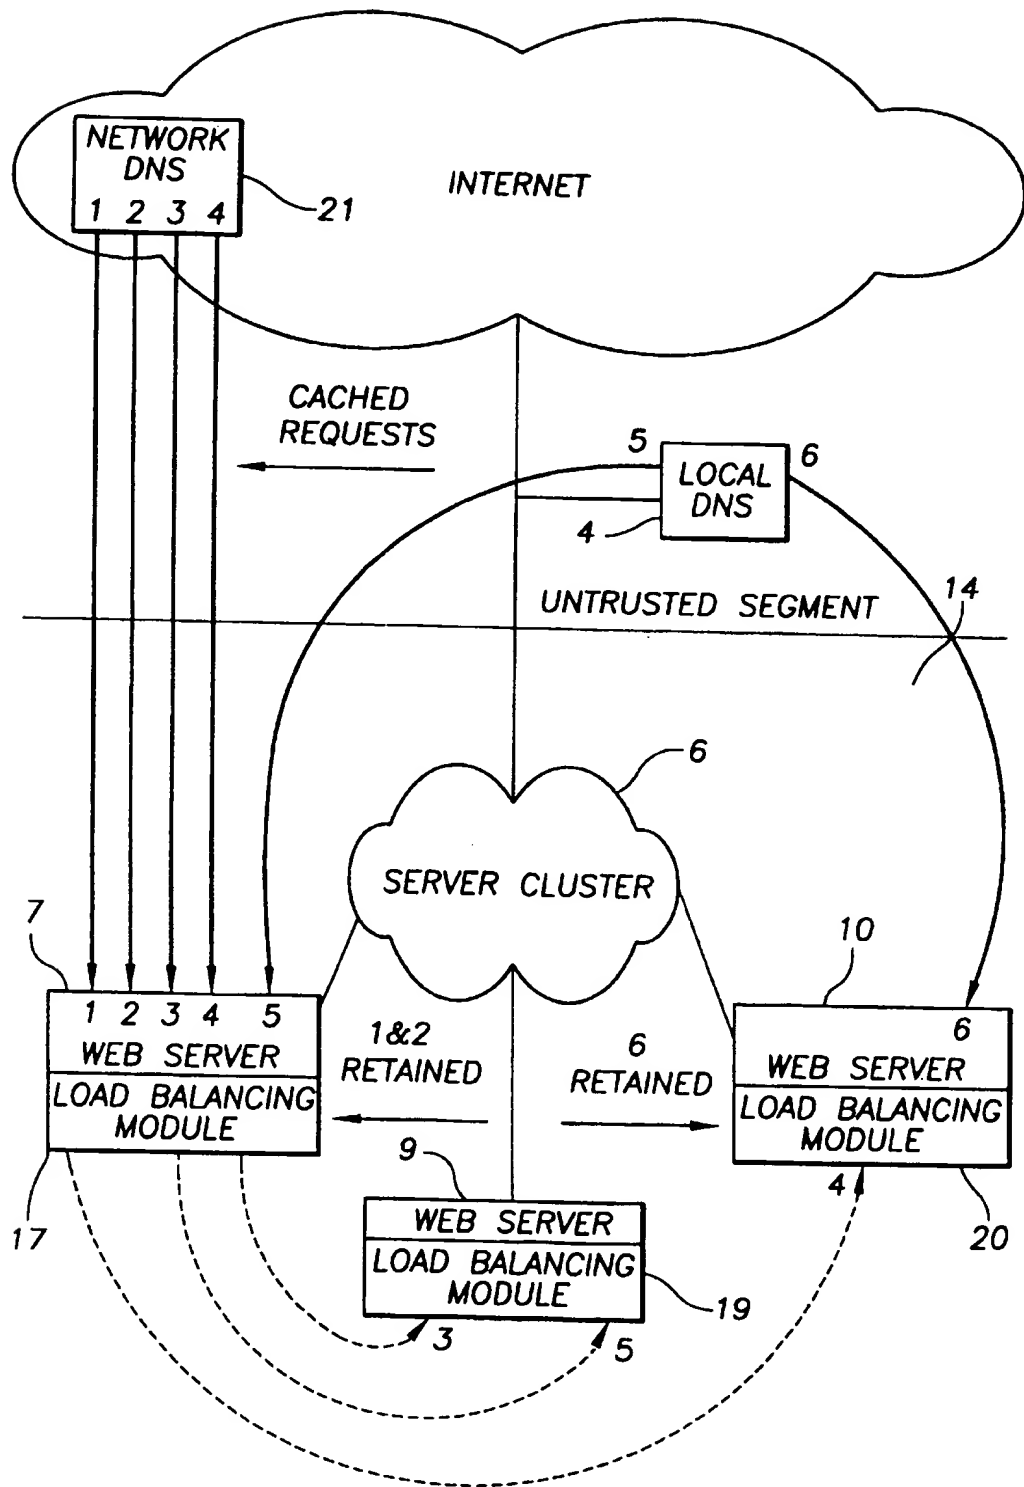 NETWORK
DNS
1 2 3 4
21
INTERNET
CACHED
REQUESTS
5
LOCAL
DNS
6
4
UNTRUSTED SEGMENT
14
6
SERVER CLUSTER
7
1 2 3 4 5
WEB SERVER
LOAD BALANCING
MODULE
17
1&2
RETAINED
6
RETAINED
10
6
WEB SERVER
LOAD BALANCING
MODULE
4
20
9
WEB SERVER
LOAD BALANCING
MODULE
19
3
5